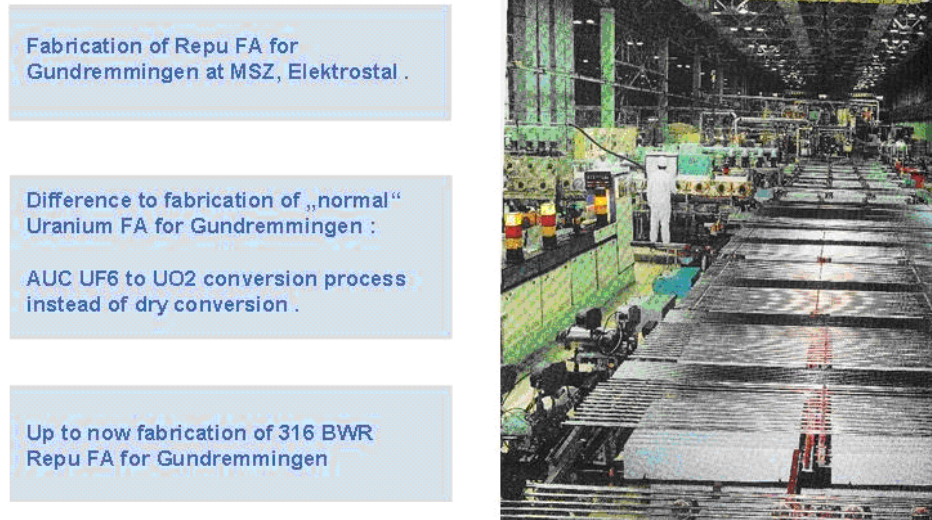 Fabrication of Repu FA for
Gundremmingen at MSZ, Elektrostal .
Difference to fabrication of „normal“
Uranium FA for Gundremmingen :
AUC UF6 to UO2 conversion process
instead of dry conversion .
Up to now fabrication of 316 BWR
Repu FA for Gundremmingen